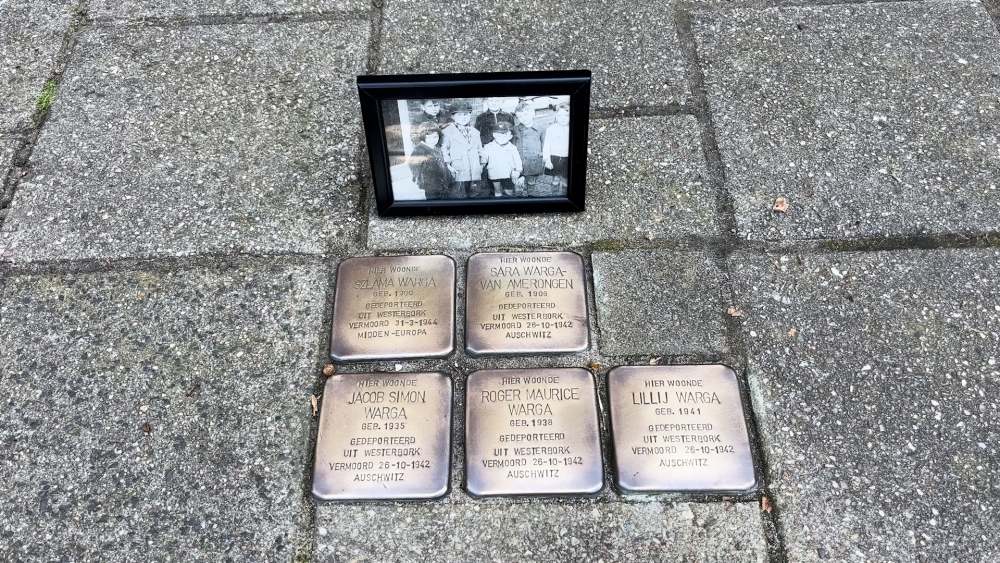 HIER WOONDE
SZLAMA WARGA
GEB. 1900
GEDEPORTEERD
UIT WESTERBORK
VERMOORD 31-3-1944
MIDDEN-EUROPA
HIER WOONDE
SARA WARGA-
VAN AMERONGEN
GEB. 1906
GEDEPORTEERD
UIT WESTERBORK
VERMOORD 26-10-1942
AUSCHWITZ
HIER WOONDE
JACOB SIMON
WARGA
GEB. 1935
GEDEPORTEERD
UIT WESTERBORK
VERMOORD 26-10-1942
AUSCHWITZ
HIER WOONDE
ROGER MAURICE
WARGA
GEB. 1938
GEDEPORTEERD
UIT WESTERBORK
VERMOORD 26-10-1942
AUSCHWITZ
HIER WOONDE
LILLIJ WARGA
GEB. 1941
GEDEPORTEERD
UIT WESTERBORK
VERMOORD 26-10-1942
AUSCHWITZ